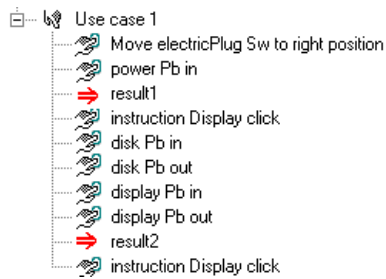 Use case 1
Move electricPlug Sw to right position
power Pb in
result1
instruction Display click
disk Pb in
disk Pb out
display Pb in
display Pb out
result2
instruction Display click